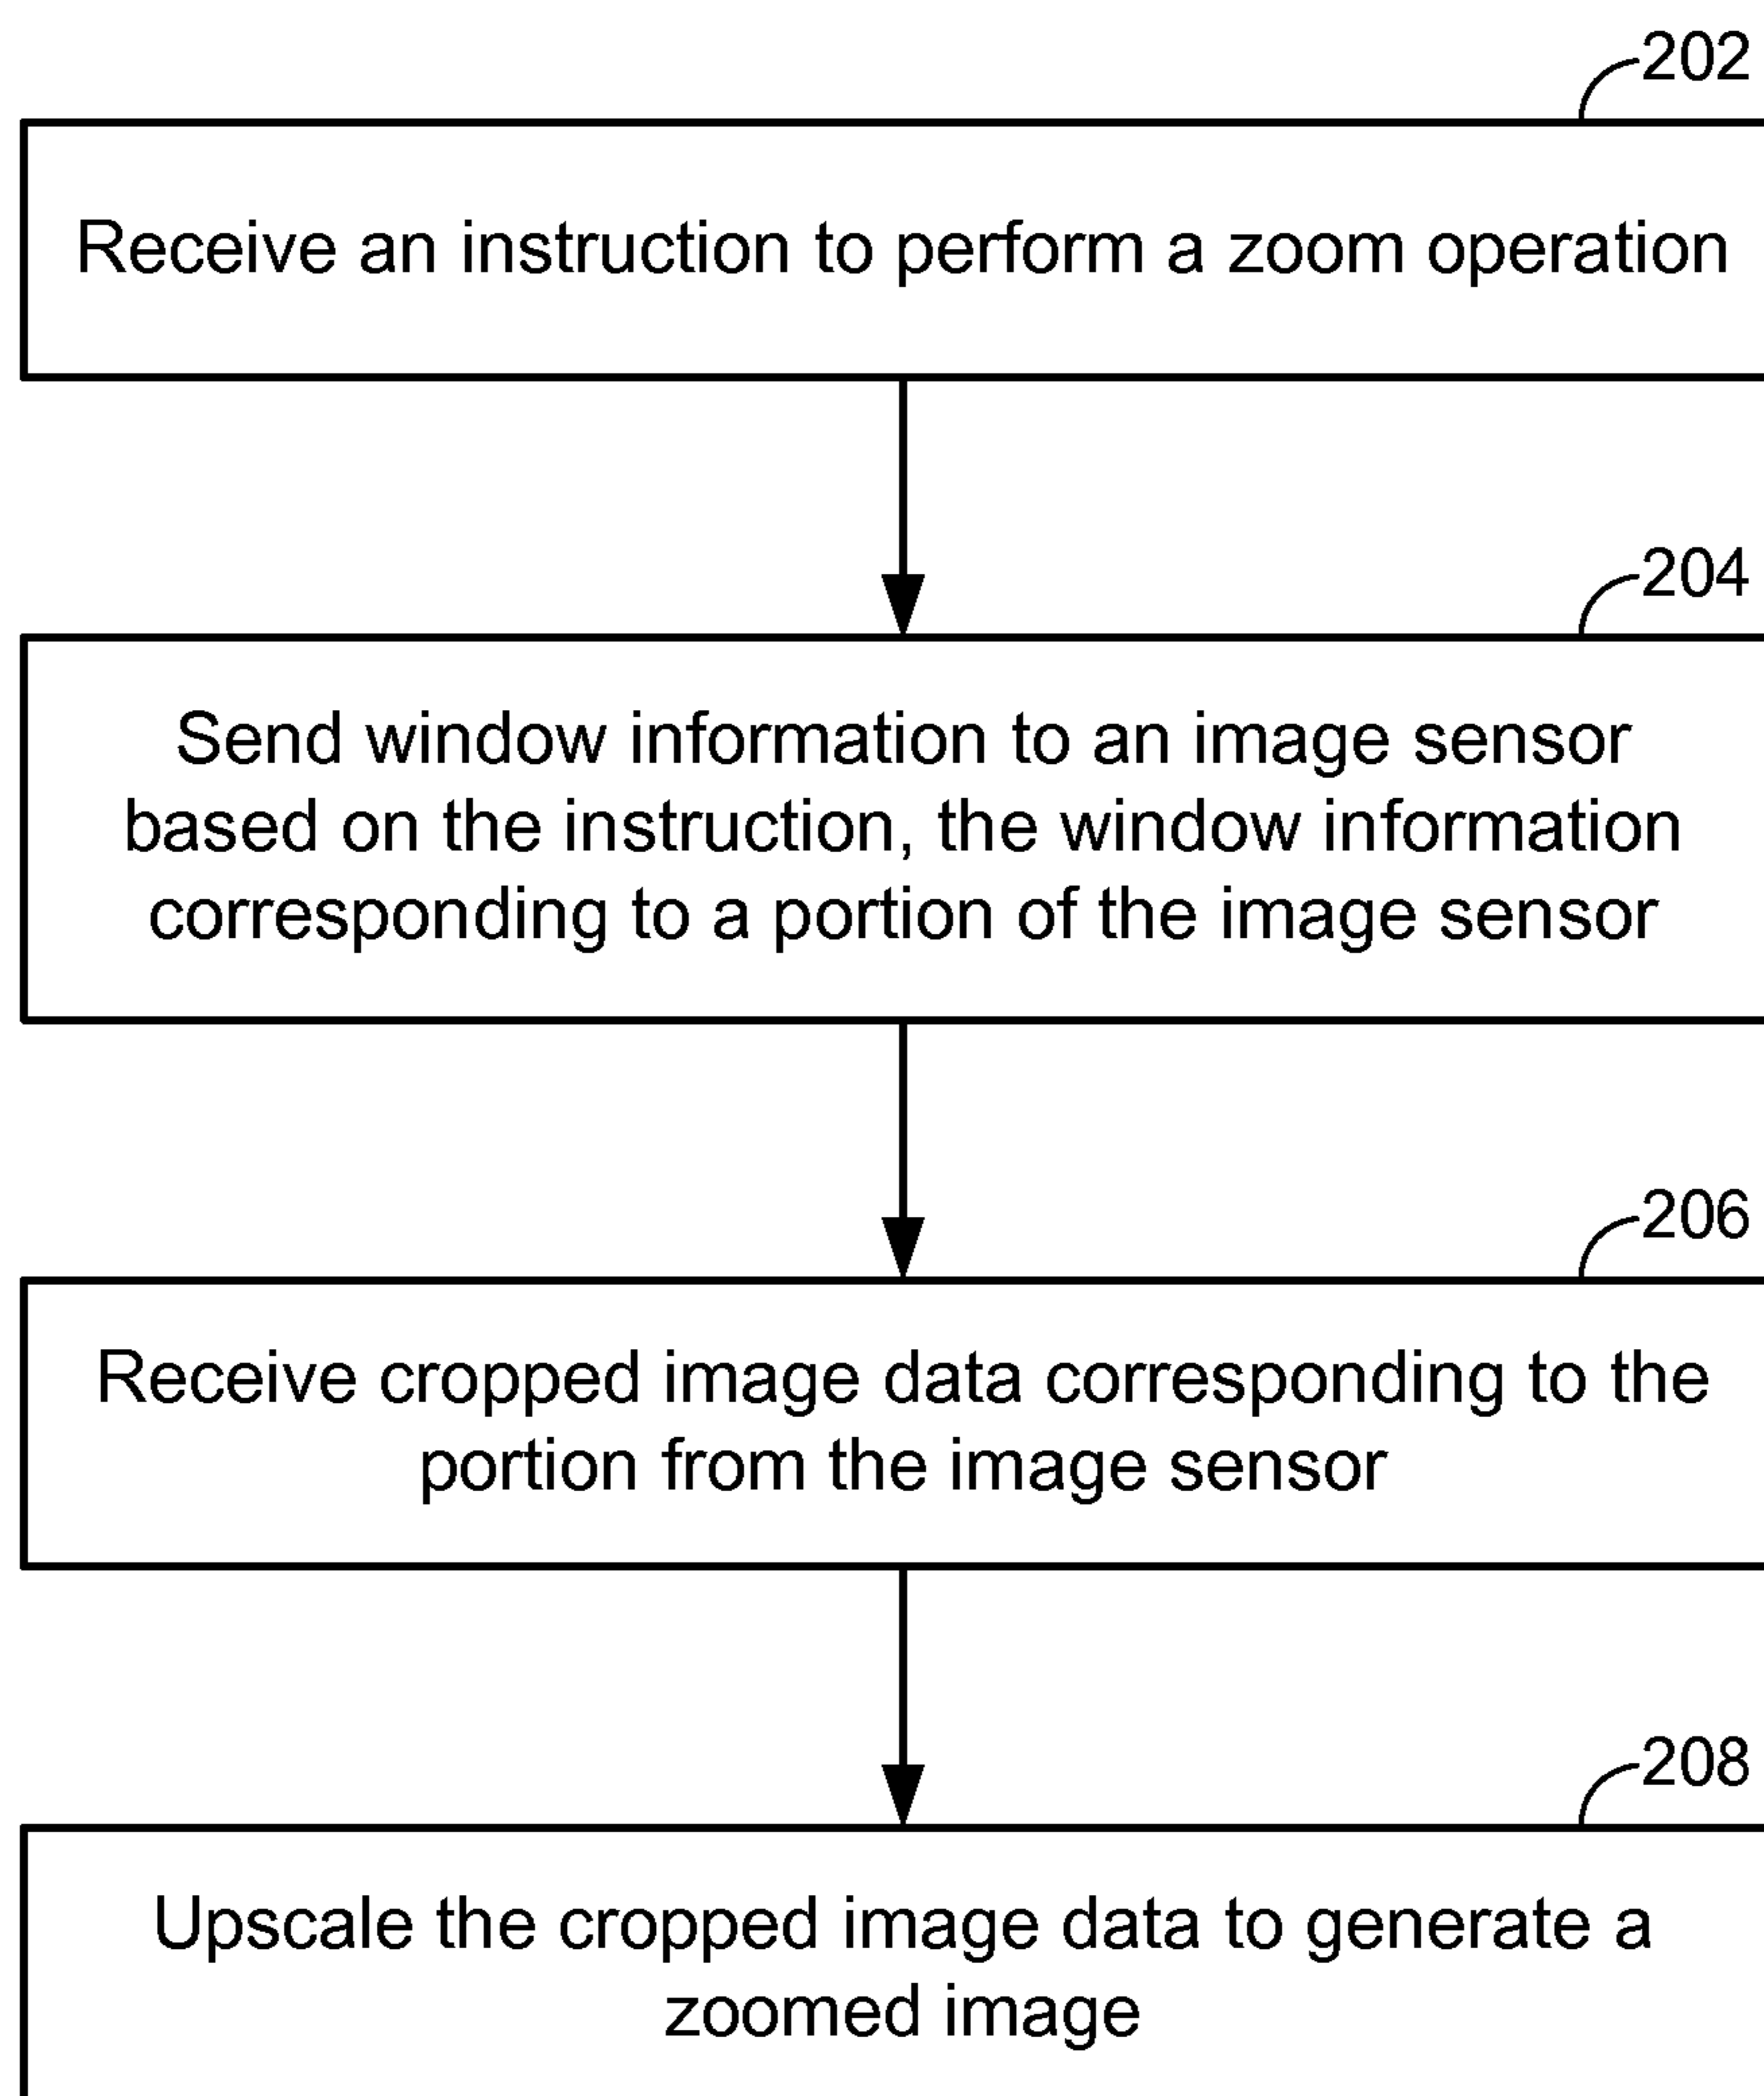 202
Receive an instruction to perform a zoom operation
204
Send window information to an image sensor
based on the instruction, the window information
corresponding to a portion of the image sensor
206
Receive cropped image data corresponding to the
portion from the image sensor
208
Upscale the cropped image data to generate a
zoomed image